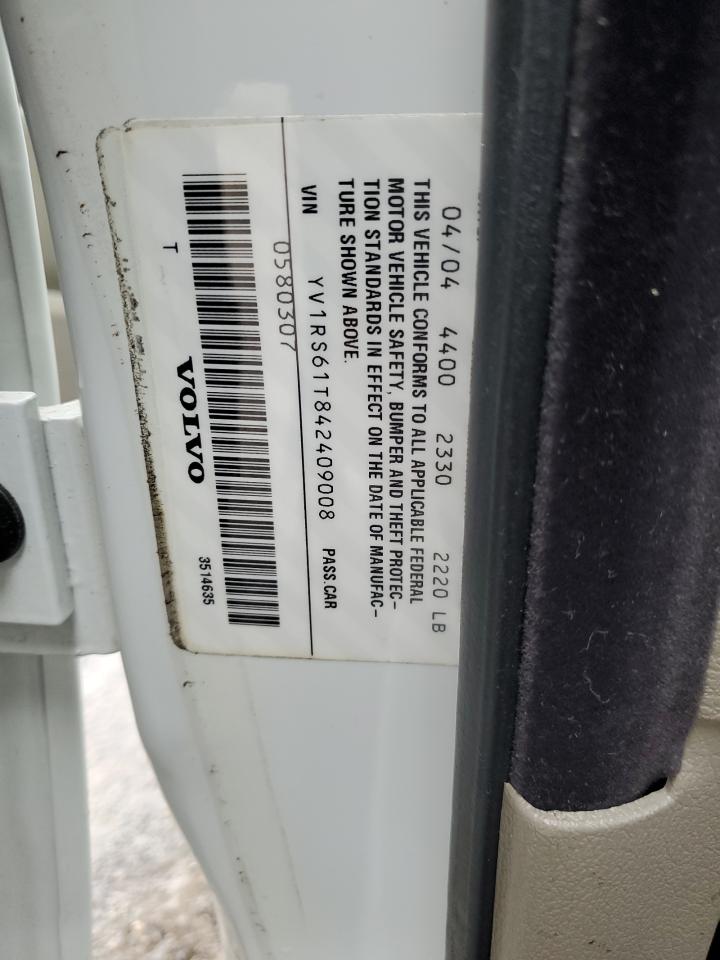 04/04 4400 2330 2220 LB
THIS VEHICLE CONFORMS TO ALL APPLICABLE FEDERAL
MOTOR VEHICLE SAFETY, BUMPER AND THEFT PROTEC-
TION STANDARDS IN EFFECT ON THE DATE OF MANUFAC-
TURE SHOWN ABOVE.
VIN YV1RS61T842409008 PASS.CAR
0580307
T
VOLVO 3514635